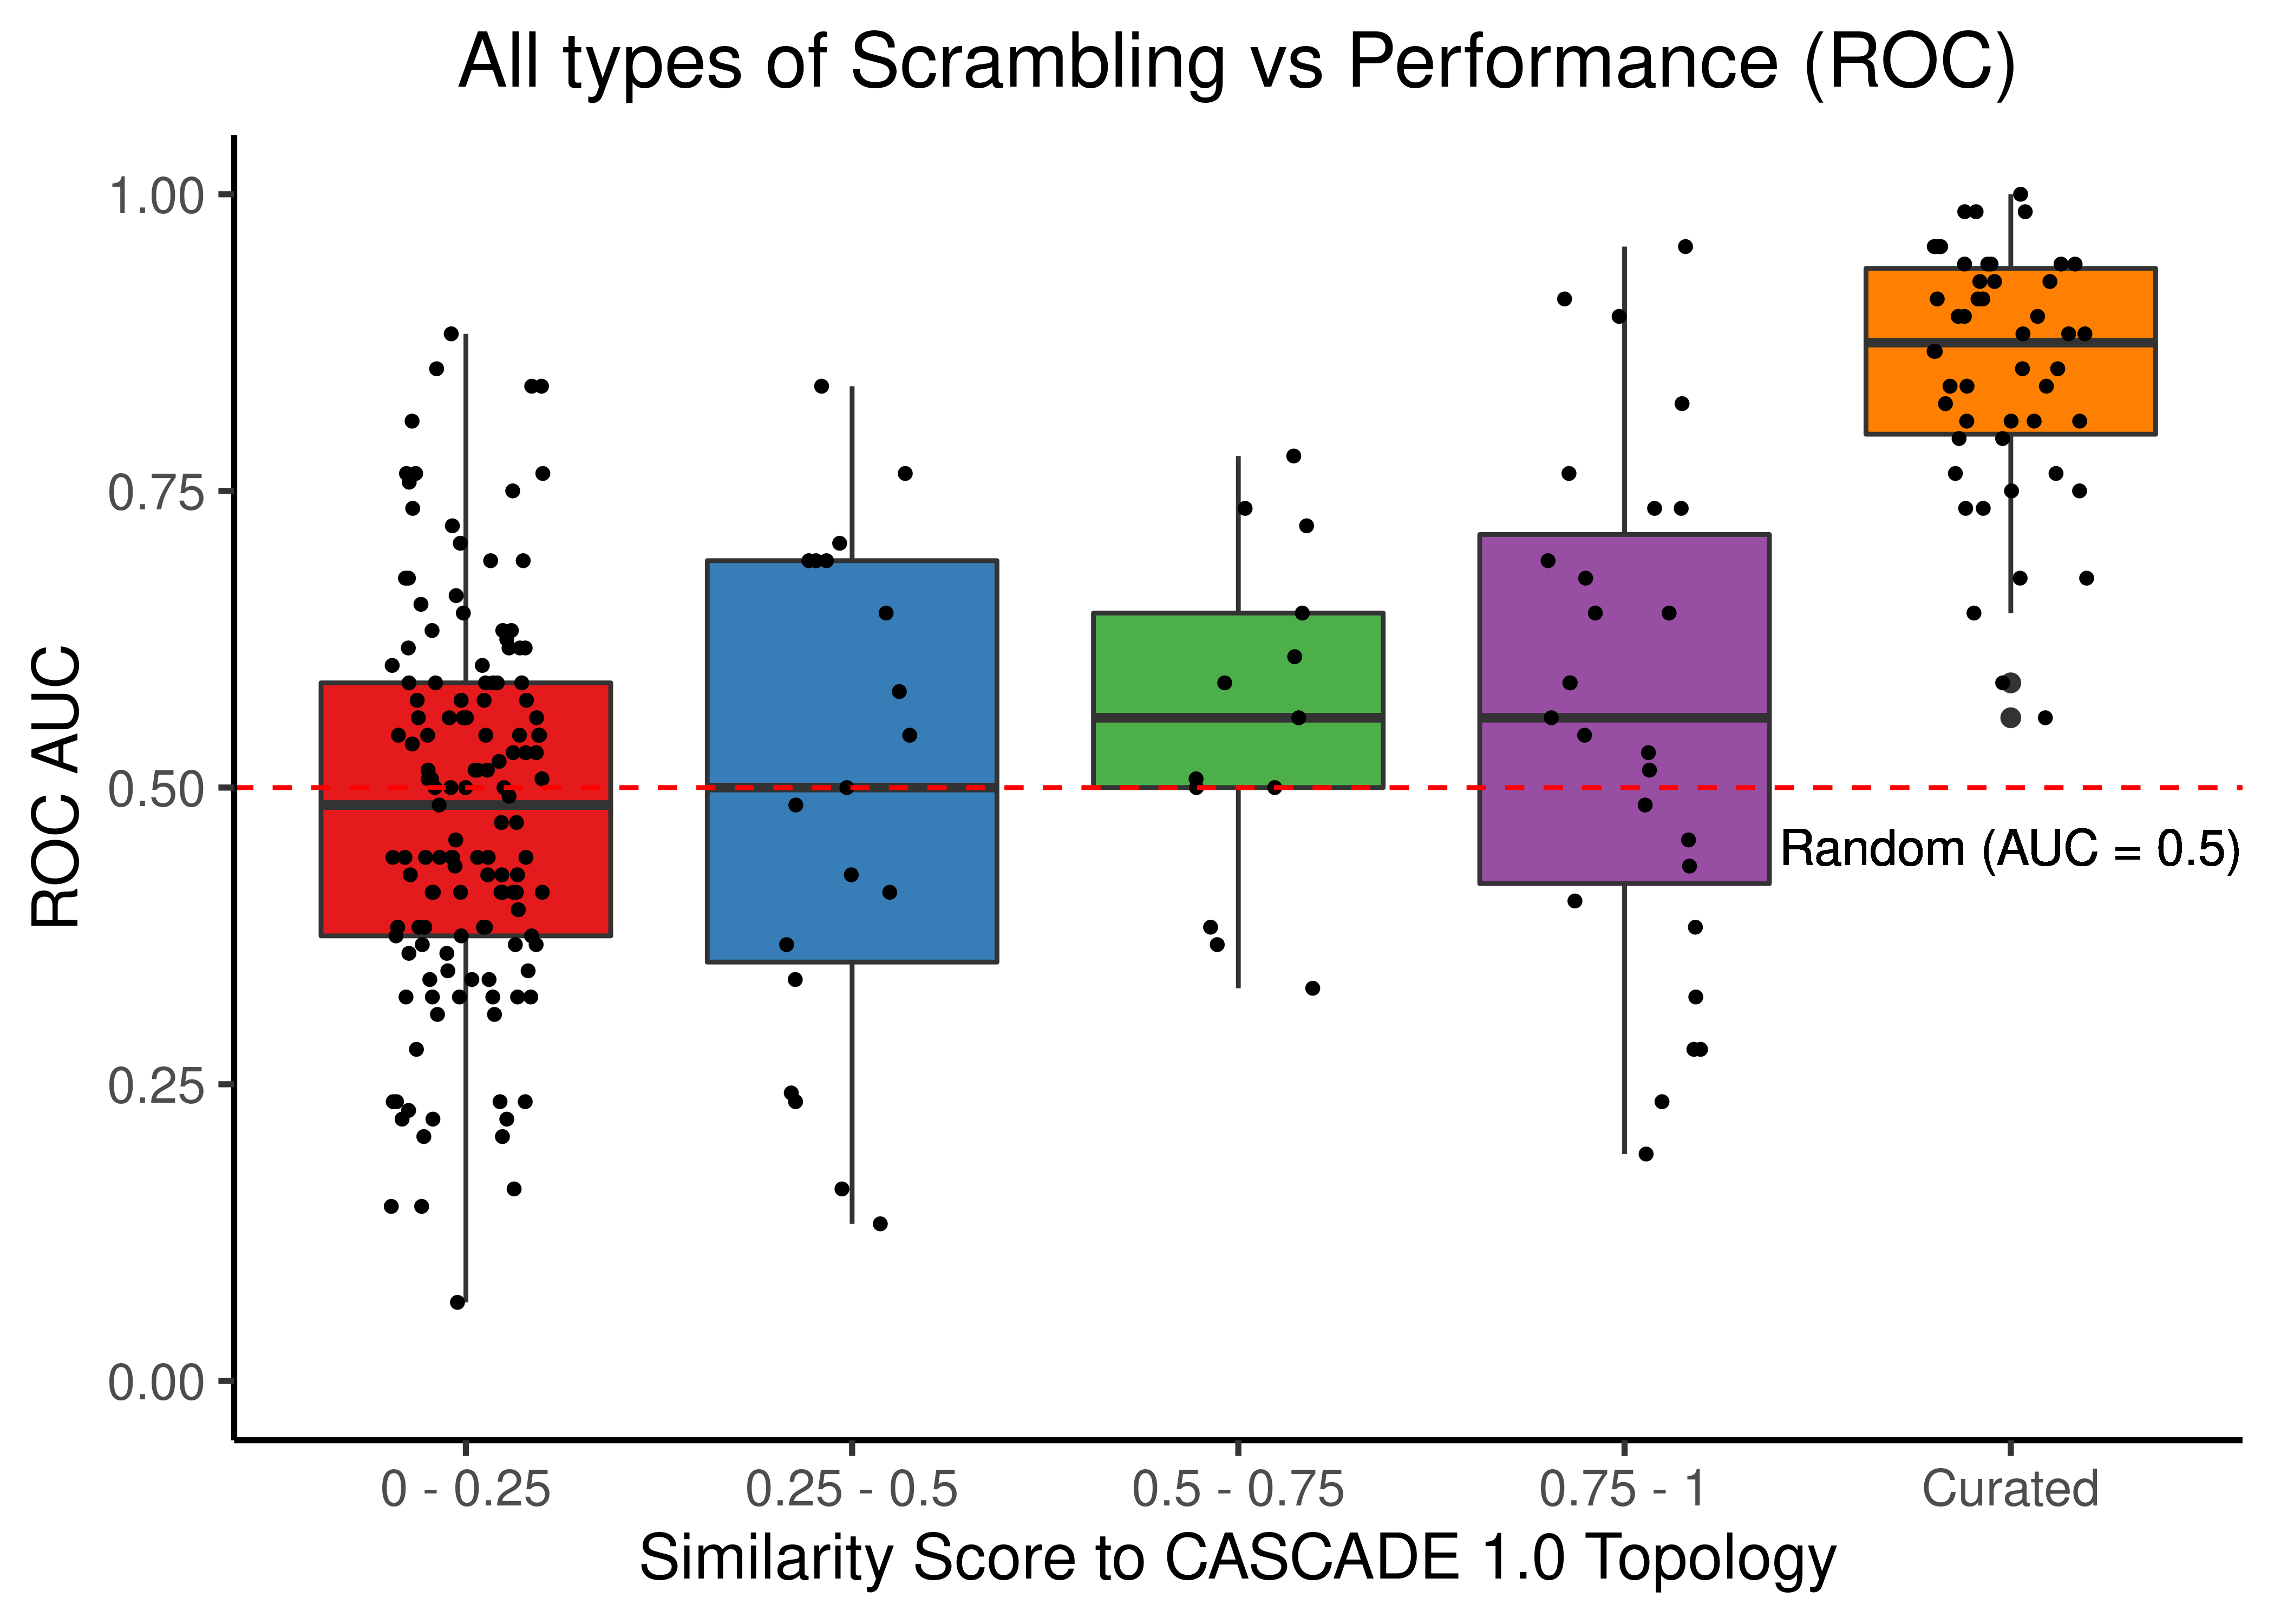 All types of Scrambling vs Performance (ROC)
ROC AUC
1.00
0.75
0.50
0.25
0.00
Random (AUC = 0.5)
0 - 0.25
0.25 - 0.5
0.5 - 0.75
0.75 - 1
Curated
Similarity Score to CASCADE 1.0 Topology